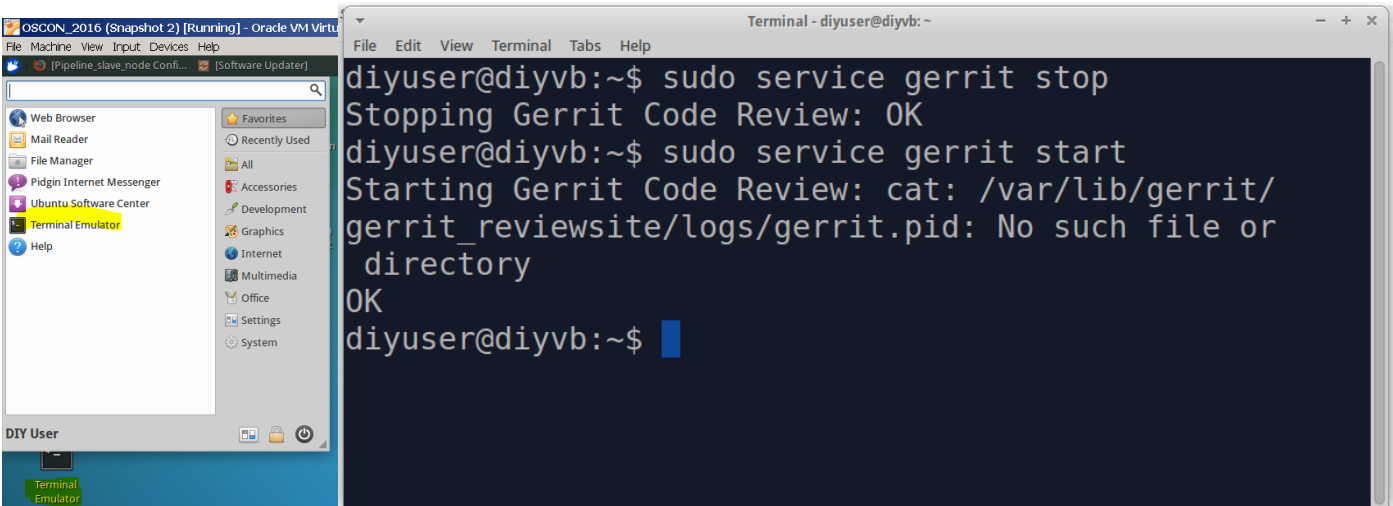 OSCON_2016 (Snapshot 2) [Running] - Oracle VM Virtu
File Machine View Input Devices Help
[Pipeline_slave_node Confi...
[Software Updater]
Web Browser
Mail Reader
File Manager
Pidgin Internet Messenger
Ubuntu Software Center
Terminal Emulator
Help
Favorites
Recently Used
All
Accessories
Development
Graphics
Internet
Multimedia
Office
Settings
System
DIY User
Terminal
Emulator
Terminal - diyuser@diyvb: ~
File Edit View Terminal Tabs Help
diyuser@diyvb:~$ sudo service gerrit stop
Stopping Gerrit Code Review: OK
diyuser@diyvb:~$ sudo service gerrit start
Starting Gerrit Code Review: cat: /var/lib/gerrit/
gerrit_reviewsite/logs/gerrit.pid: No such file or
directory
OK
diyuser@diyvb:~$